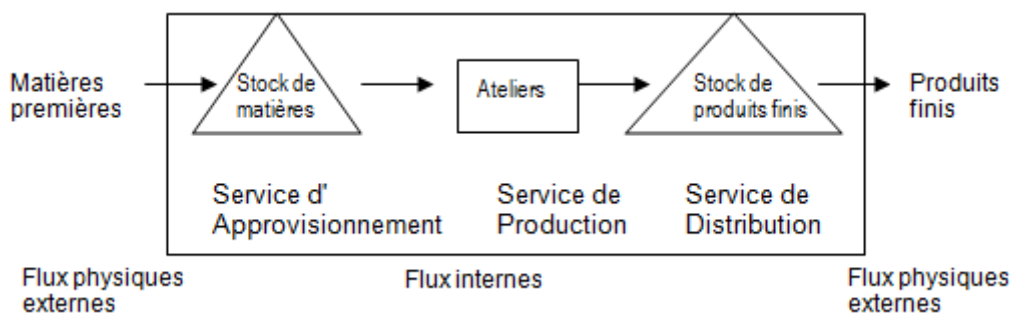 Matières
premières
Stock de
matières
Ateliers
Stock de
produits finis
Produits
finis
Service d'
Approvisionnement
Service de
Production
Service de
Distribution
Flux physiques
externes
Flux internes
Flux physiques
externes